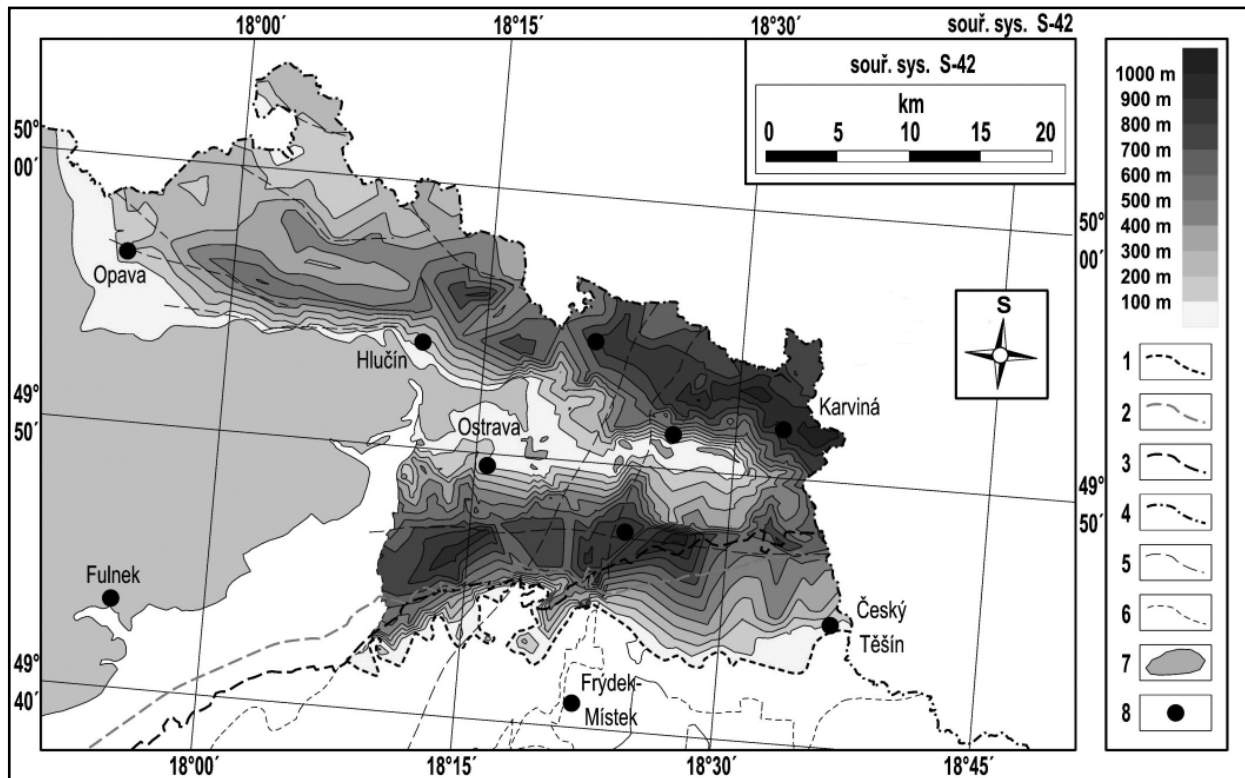 18°00´
18°15´
18°30´
souř. sys. S-42
souř. sys. S-42
km
0 5 10 15 20
50°
00´
50°
00´
Opava
Hlučín
S
49°
50´
Ostrava
Karviná
49°
50´
Fulnek
Český
Těšín
49°
40´
Frýdek-
Místek
18°00´
18°15´
18°30´
18°45´
1000 m
900 m
800 m
700 m
600 m
500 m
400 m
300 m
200 m
100 m
1
2
3
4
5
6
7
8